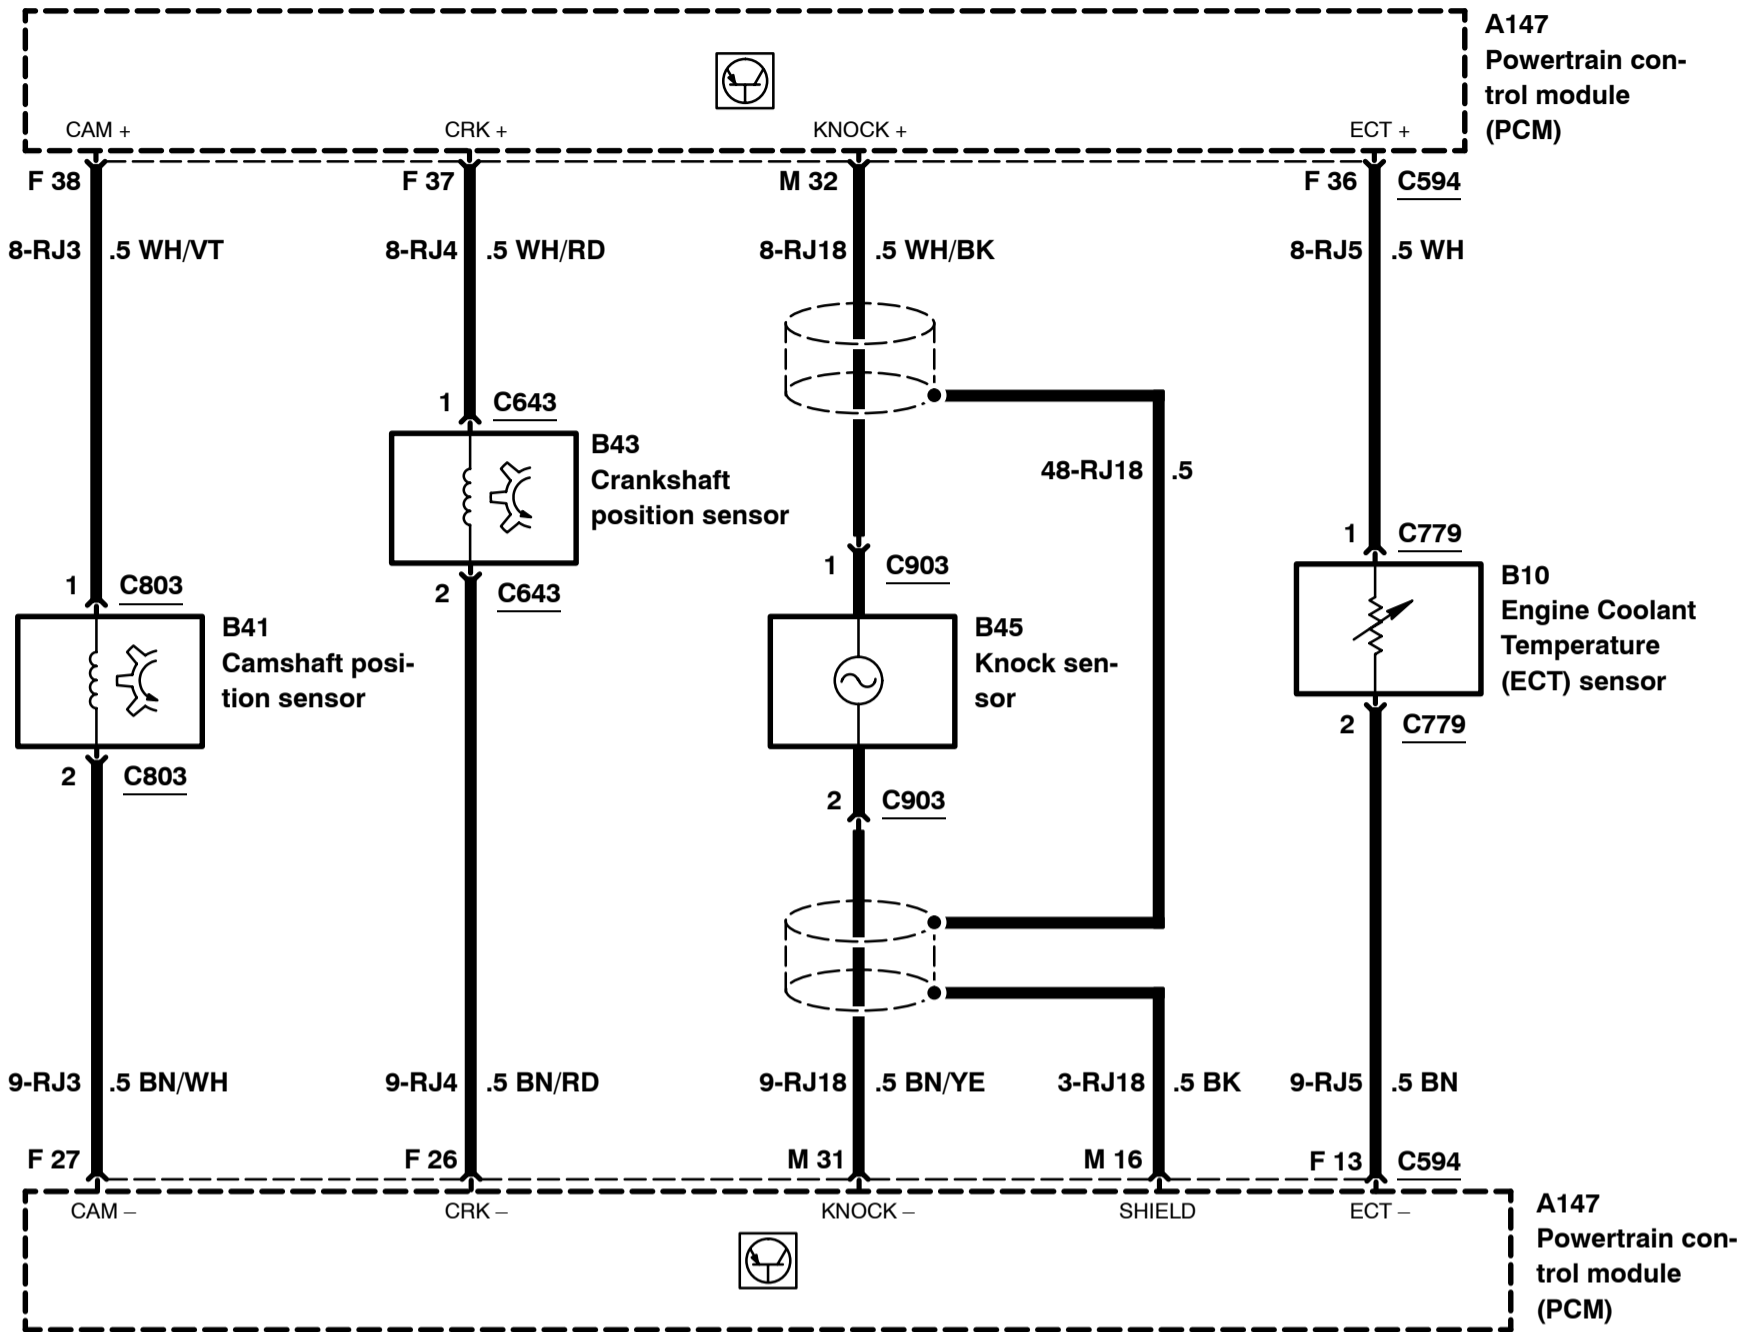 A147
Powertrain con-
trol module
(PCM)
CAM + CRK + KNOCK + ECT +
F 38 F 37 M 32 F 36 C594
8-RJ3 .5 WH/VT 8-RJ4 .5 WH/RD 8-RJ18 .5 WH/BK 8-RJ5 .5 WH
1 C643
B43
Crankshaft
position sensor
2 C643
48-RJ18 .5
1 C779
B10
Engine Coolant
Temperature
(ECT) sensor
2 C779
1 C903
B45
Knock sen-
sor
2 C903
1 C803
B41
Camshaft posi-
tion sensor
2 C803
9-RJ3 .5 BN/WH 9-RJ4 .5 BN/RD 9-RJ18 .5 BN/YE 3-RJ18 .5 BK 9-RJ5 .5 BN
F 27 F 26 M 31 M 16 F 13 C594
CAM – CRK – KNOCK – SHIELD ECT –
A147
Powertrain con-
trol module
(PCM)